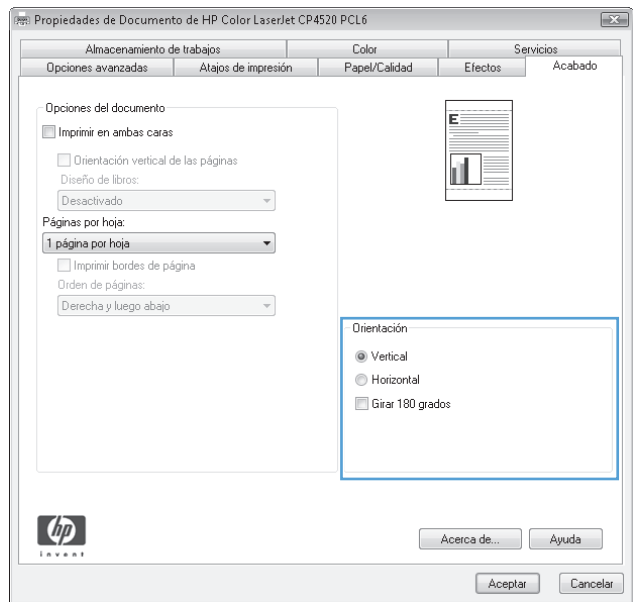 Propiedades de Documento de HP Color LaserJet CP4520 PCL6
Almacenamiento de trabajos Color Servicios
Opciones avanzadas Atajos de impresión Papel/Calidad Efectos Acabado
Opciones del documento
Imprimir en ambas caras
Orientación vertical de las páginas
Diseño de libros:
Desactivado
Páginas por hoja:
1 página por hoja
Imprimir bordes de página
Orden de páginas:
Derecha y luego abajo
E
Orientación
Vertical
Horizontal
Girar 180 grados
hp
invent
Acerca de... Ayuda
Aceptar Cancelar